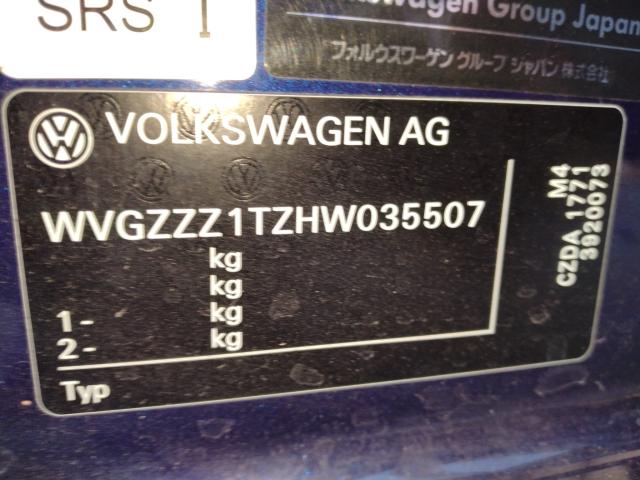 SRS I
Volkswagen Group Japan
フォルクスワーゲン グループ ジャパン 株式会社
VOLKSWAGEN AG
WVGZZZ1TZHW035507
kg
kg
1- kg
2- kg
Typ
M4
CZDA 1771
3920073